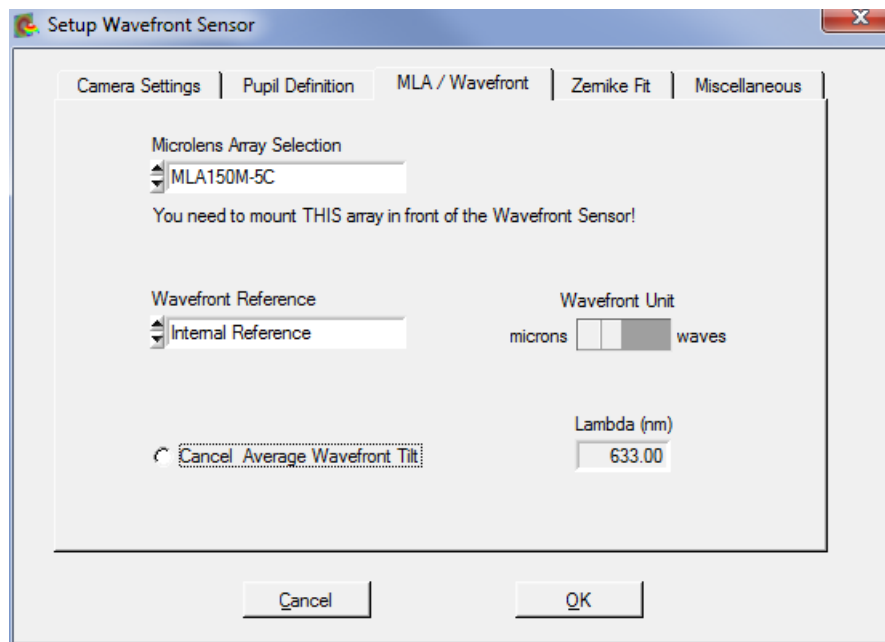 Setup Wavefront Sensor
X
Camera Settings Pupil Definition MLA / Wavefront Zernike Fit Miscellaneous
Microlens Array Selection
MLA150M-5C
You need to mount THIS array in front of the Wavefront Sensor!
Wavefront Reference Wavefront Unit
Internal Reference microns waves
Lambda (nm)
Cancel Average Wavefront Tilt 633.00
Cancel OK